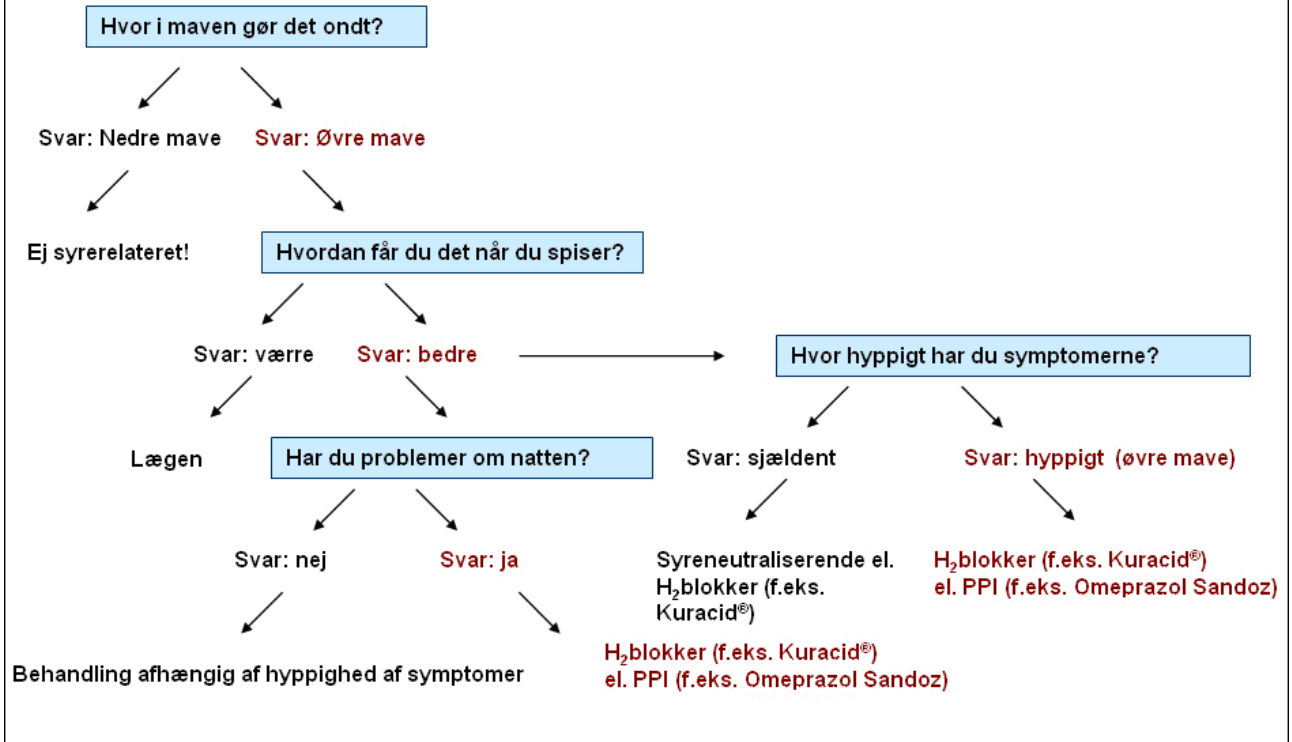 Hvor i maven gør det ondt?
Svar: Nedre mave
Svar: Øvre mave
Ej syrerelateret!
Hvordan får du det når du spiser?
Svar: værre
Svar: bedre
Hvor hyppigt har du symptomerne?
Lægen
Har du problemer om natten?
Svar: sjældent
Svar: hyppigt (øvre mave)
Svar: nej
Svar: ja
Syreneutraliserende el.
H₂blokker (f.eks.
Kuracid®)
H₂blokker (f.eks. Kuracid®)
el. PPI (f.eks. Omeprazol Sandoz)
Behandling afhængig af hyppighed af symptomer
H₂blokker (f.eks. Kuracid®)
el. PPI (f.eks. Omeprazol Sandoz)